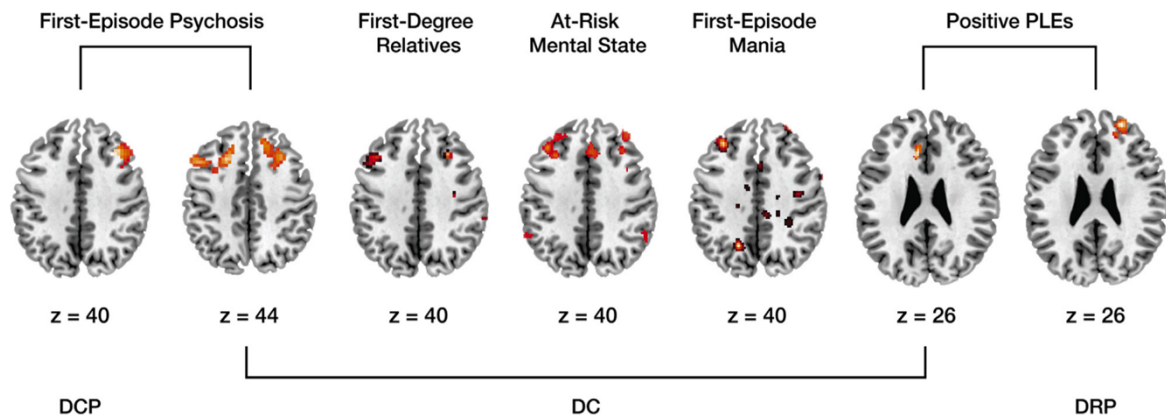 First-Episode Psychosis
First-Degree
Relatives
At-Risk
Mental State
First-Episode
Mania
Positive PLEs
z = 40
z = 44
z = 40
z = 40
z = 40
z = 26
z = 26
DCP
DC
DRP